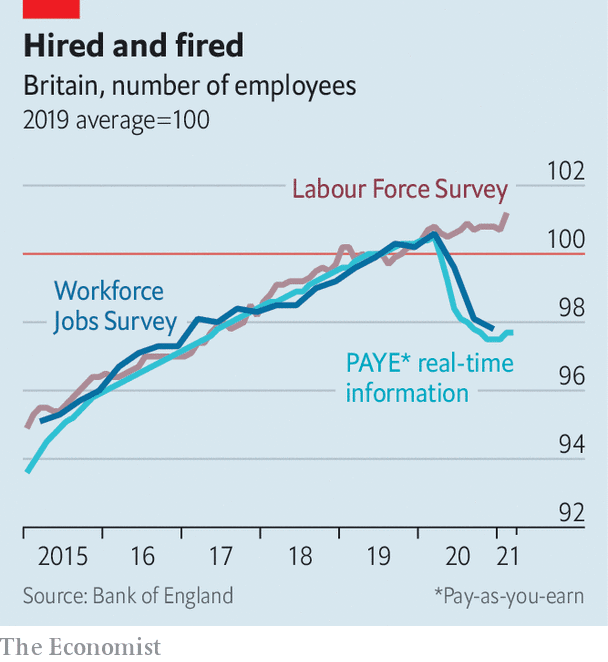 Hired and fired
Britain, number of employees
2019 average=100
102
Labour Force Survey
100
Workforce
Jobs Survey
98
PAYE* real-time
information
96
94
92
2015 16 17 18 19 20 21
Source: Bank of England *Pay-as-you-earn
The Economist